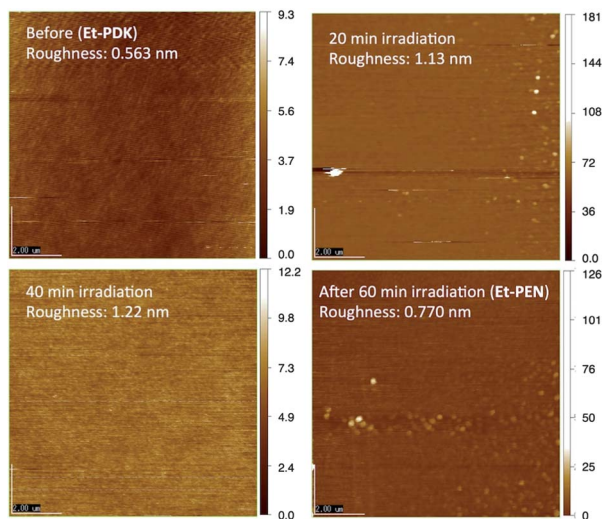 Before (Et-PDK)
Roughness: 0.563 nm
2.00 um
9.3
7.4
5.6
3.7
1.9
0.0
20 min irradiation
Roughness: 1.13 nm
2.00 um
181
144
108
72
36
0.0
40 min irradiation
Roughness: 1.22 nm
2.00 um
12.2
9.8
7.3
4.9
2.4
0.0
After 60 min irradiation (Et-PEN)
Roughness: 0.770 nm
2.00 um
126
101
76
50
25
0